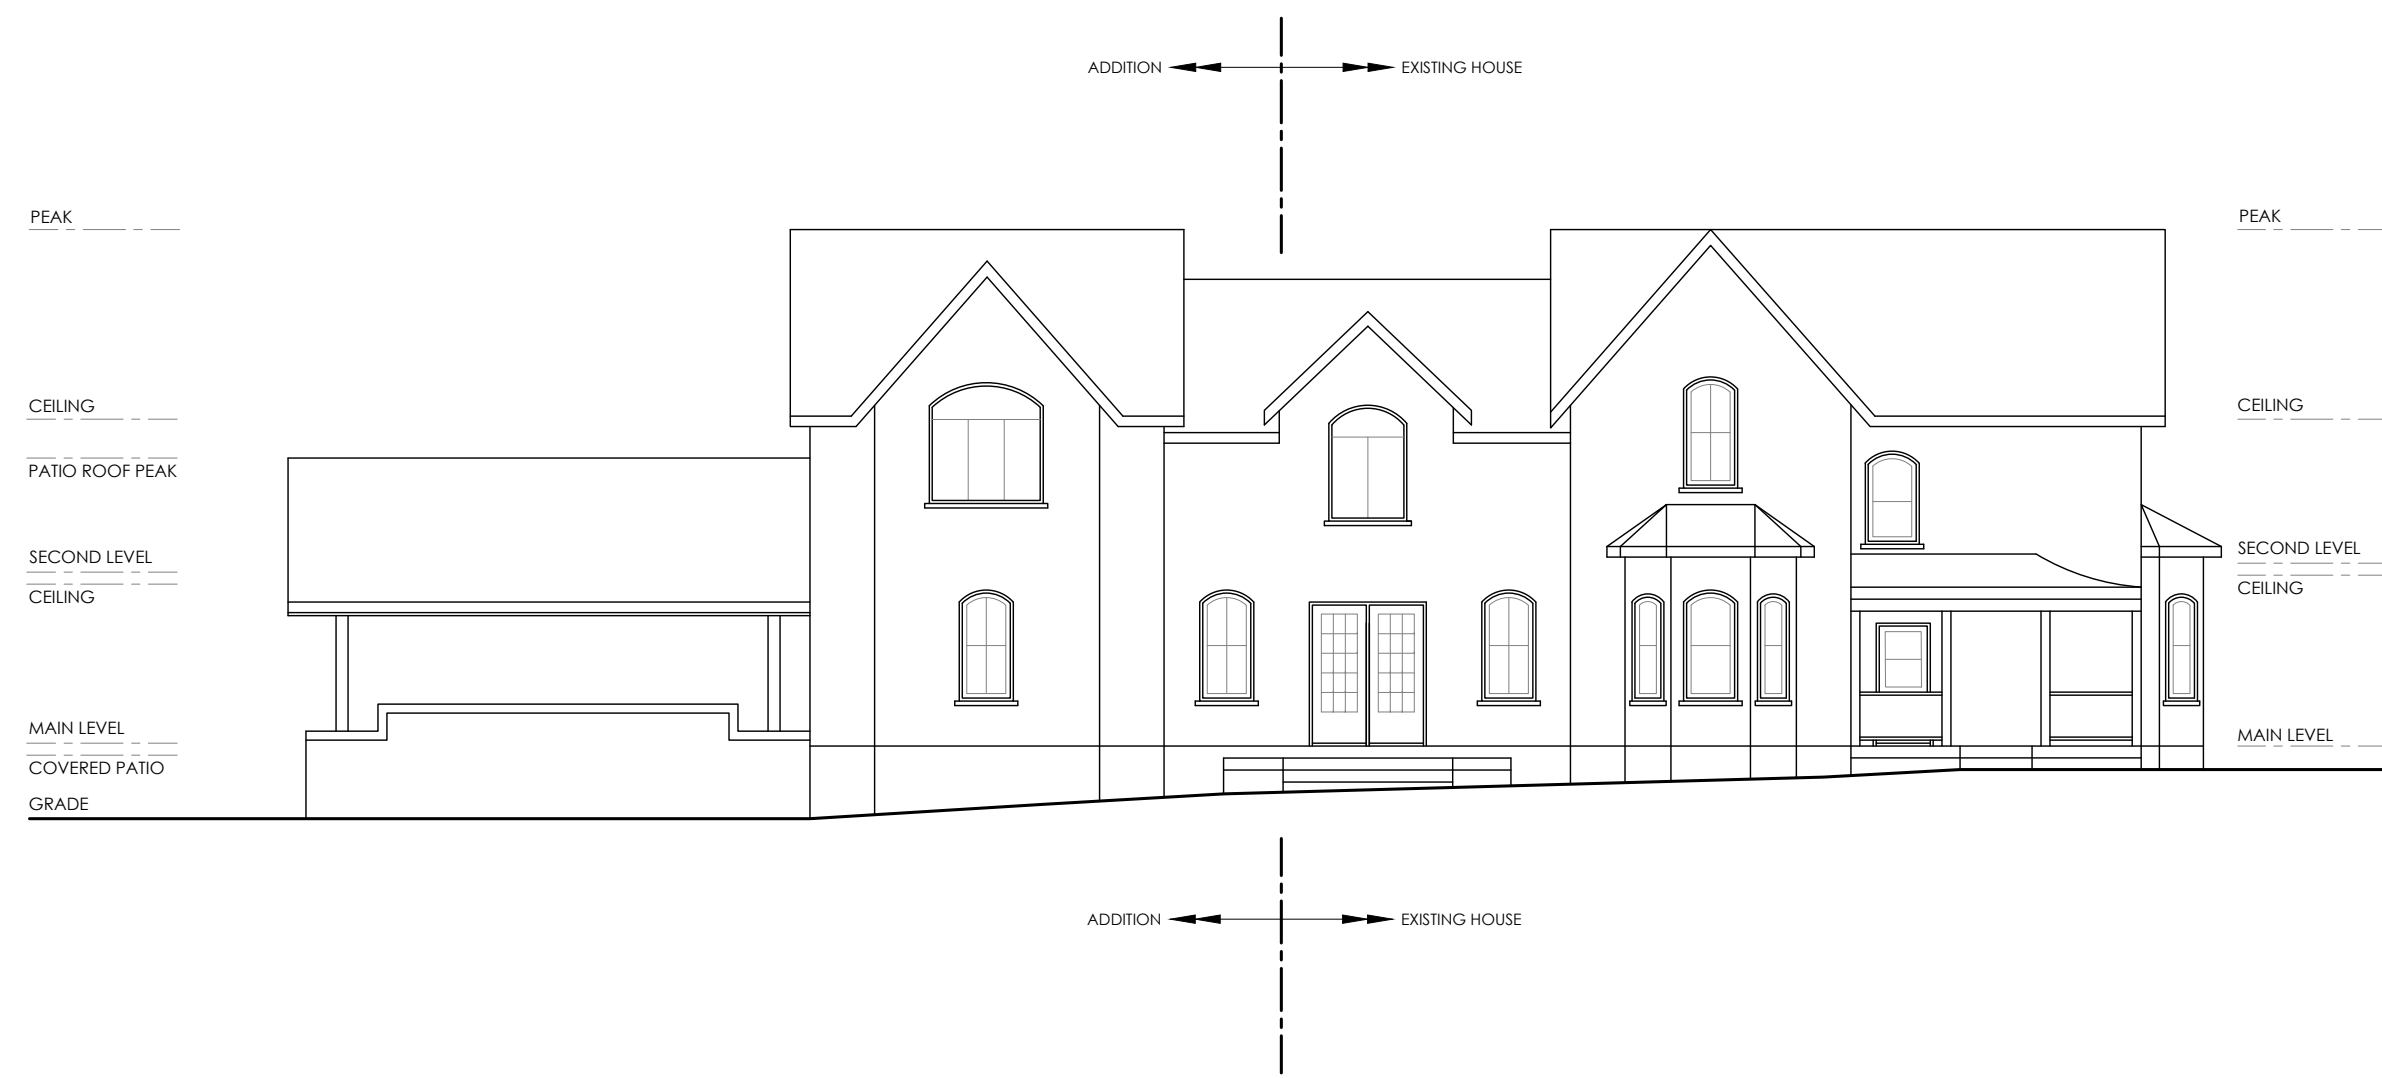 ADDITION EXISTING HOUSE
PEAK
PEAK
CEILING
CEILING
PATIO ROOF PEAK
SECOND LEVEL
SECOND LEVEL
CEILING
CEILING
MAIN LEVEL
MAIN LEVEL
COVERED PATIO
GRADE
ADDITION EXISTING HOUSE